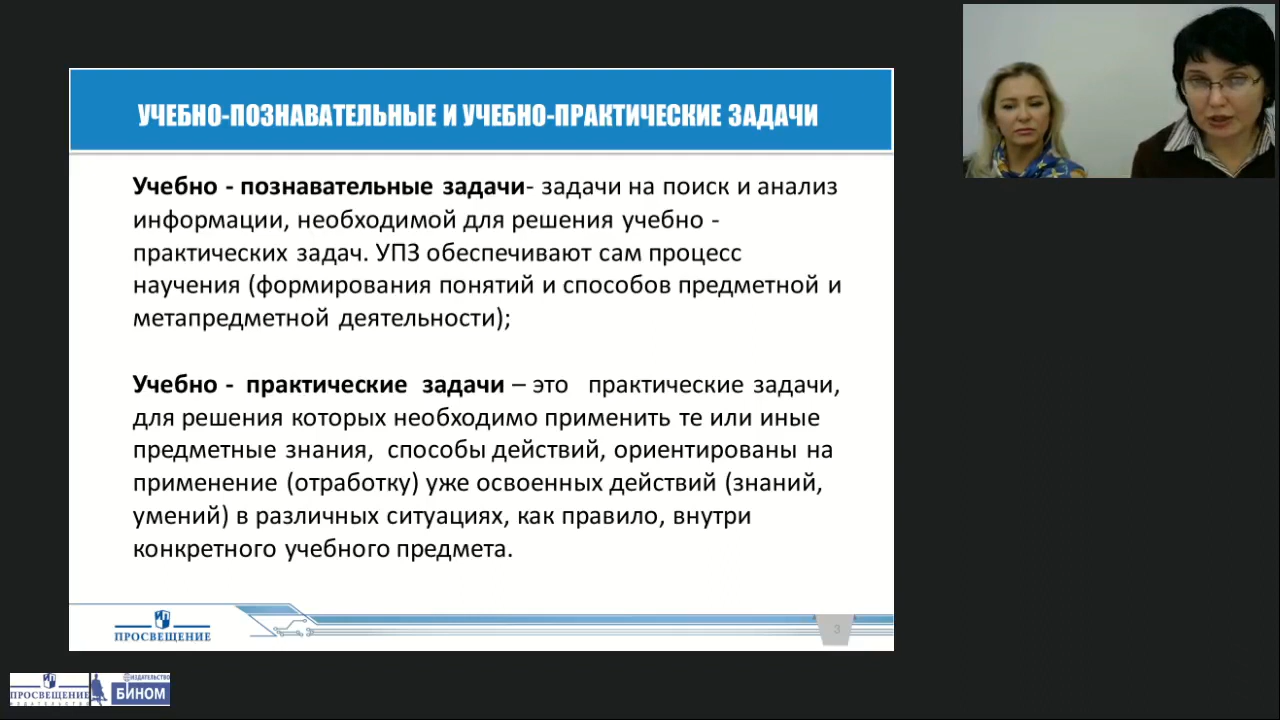 УЧЕБНО-ПОЗНАВАТЕЛЬНЫЕ И УЧЕБНО-ПРАКТИЧЕСКИЕ ЗАДАЧИ
Учебно - познавательные задачи- задачи на поиск и анализ
информации, необходимой для решения учебно -
практических задач. УПЗ обеспечивают сам процесс
научения (формирования понятий и способов предметной и
метапредметной деятельности);
Учебно - практические задачи – это практические задачи,
для решения которых необходимо применить те или иные
предметные знания, способы действий, ориентированы на
применение (отработку) уже освоенных действий (знаний,
умений) в различных ситуациях, как правило, внутри
конкретного учебного предмета.
ПРОСВЕЩЕНИЕ
3
ПРОСВЕЩЕНИЕ
ИЗДАТЕЛЬСТВО
ИЗДАТЕЛЬСТВО
БИНОМ